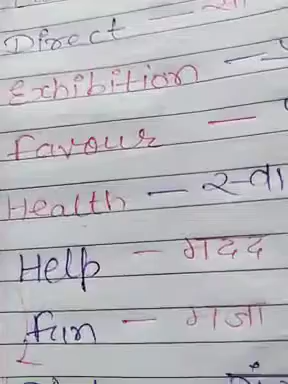 Direct — सी
Exhibition —
Favour —
Health — स्वा
Help — मदद
Fun — मजा